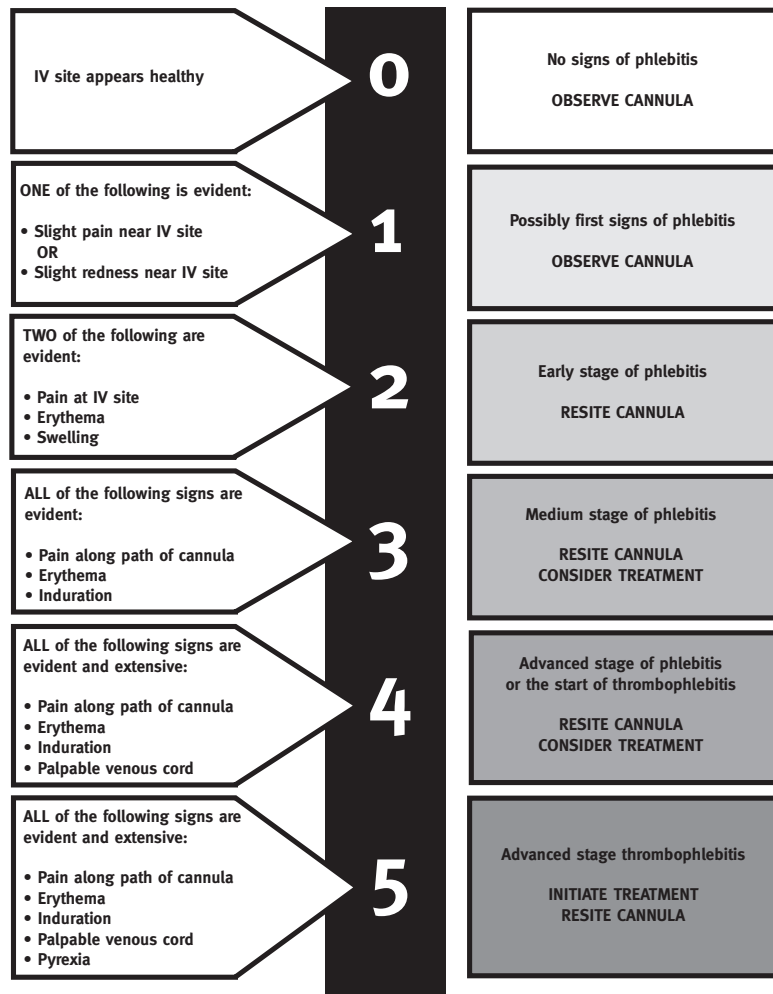 IV site appears healthy
0
No signs of phlebitis
OBSERVE CANNULA
ONE of the following is evident:
• Slight pain near IV site
OR
• Slight redness near IV site
1
Possibly first signs of phlebitis
OBSERVE CANNULA
TWO of the following are
evident:
• Pain at IV site
• Erythema
• Swelling
2
Early stage of phlebitis
RESITE CANNULA
ALL of the following signs are
evident:
• Pain along path of cannula
• Erythema
• Induration
3
Medium stage of phlebitis
RESITE CANNULA
CONSIDER TREATMENT
ALL of the following signs are
evident and extensive:
• Pain along path of cannula
• Erythema
• Induration
• Palpable venous cord
4
Advanced stage of phlebitis
or the start of thrombophlebitis
RESITE CANNULA
CONSIDER TREATMENT
ALL of the following signs are
evident and extensive:
• Pain along path of cannula
• Erythema
• Induration
• Palpable venous cord
• Pyrexia
5
Advanced stage thrombophlebitis
INITIATE TREATMENT
RESITE CANNULA